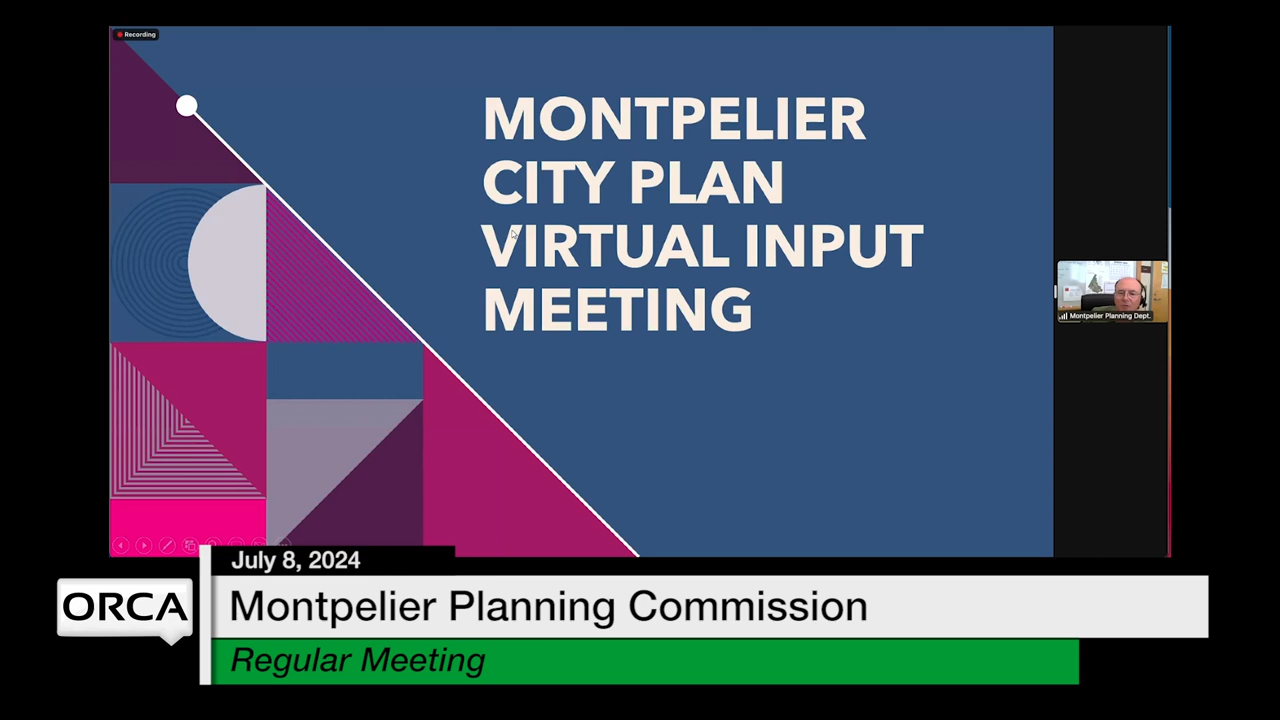 Recording
MONTPELIER
CITY PLAN
VIRTUAL INPUT
MEETING
Montpelier Planning Dept.
July 8, 2024
ORCA
Montpelier Planning Commission
Regular Meeting